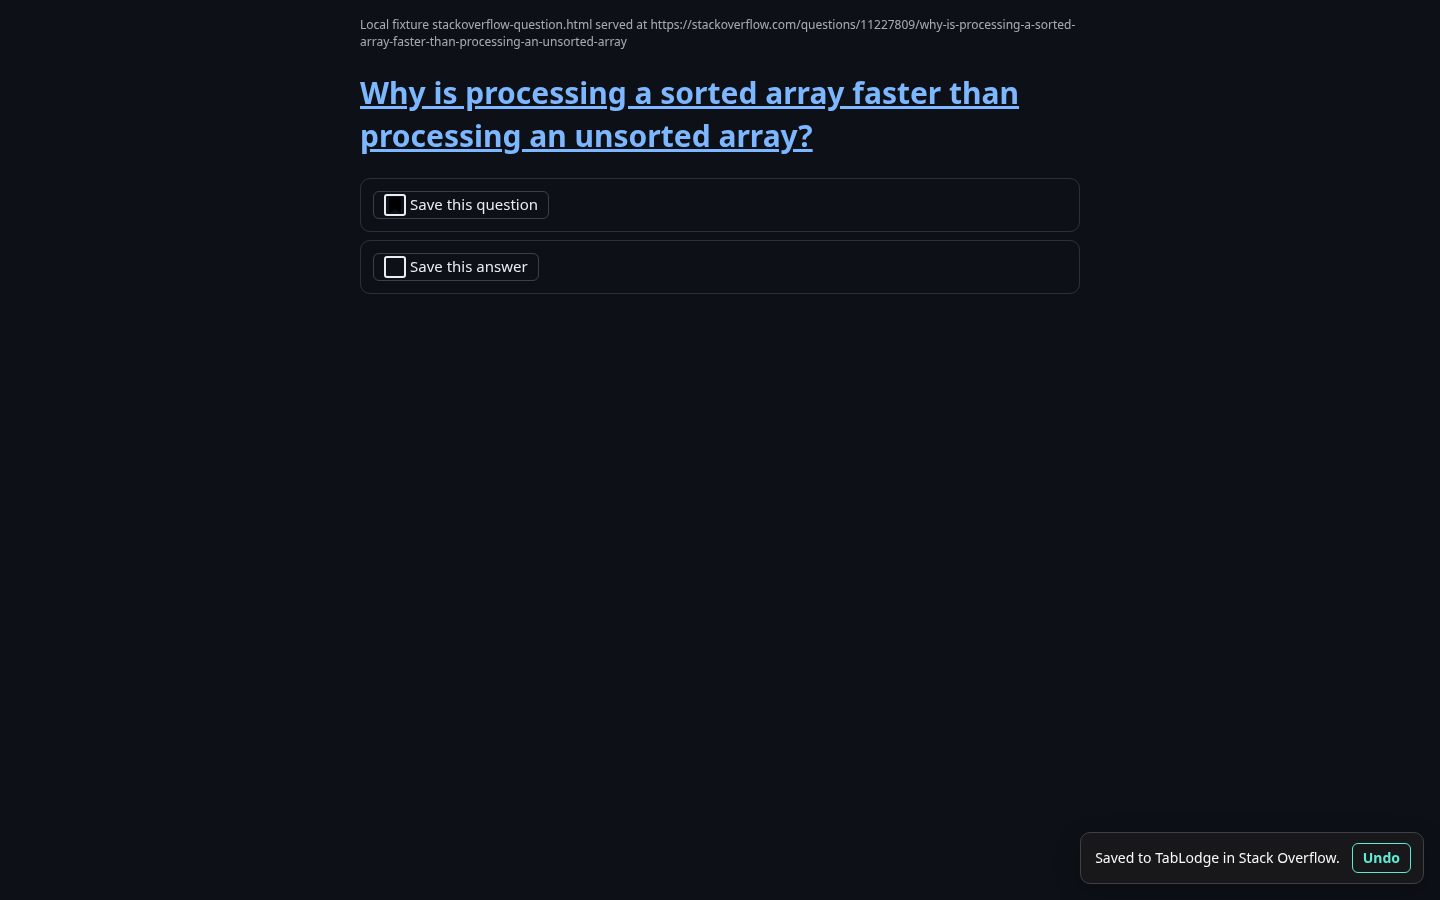 Local fixture stackoverflow-question.html served at https://stackoverflow.com/questions/11227809/why-is-processing-a-sorted-
array-faster-than-processing-an-unsorted-array
Why is processing a sorted array faster than
processing an unsorted array?
Save this question
Save this answer
Saved to TabLodge in Stack Overflow. Undo